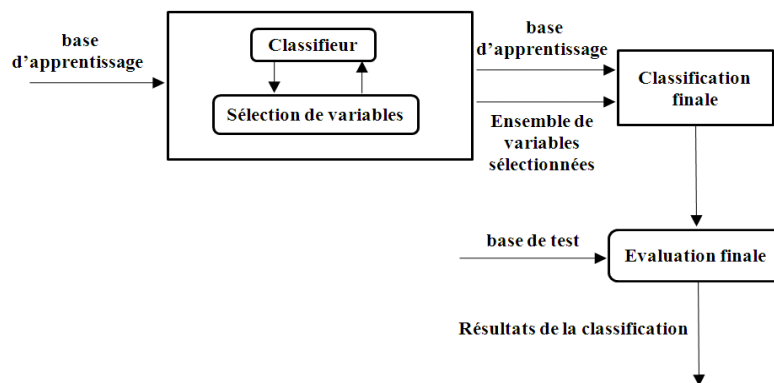 base
d’apprentissage
Classifieur
Sélection de variables
base
d’apprentissage
Ensemble de
variables
sélectionnées
Classification
finale
base de test
Evaluation finale
Résultats de la classification